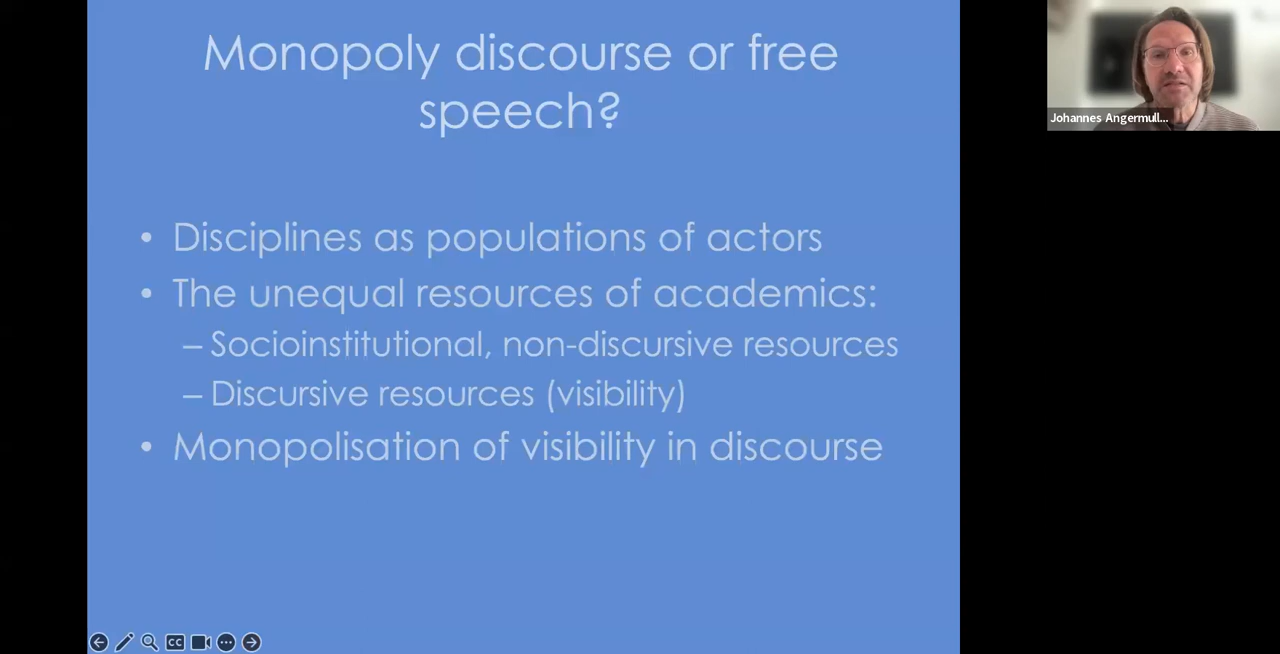 Monopoly discourse or free
speech?
• Disciplines as populations of actors
• The unequal resources of academics:
– Socioinstitutional, non-discursive resources
– Discursive resources (visibility)
• Monopolisation of visibility in discourse
Johannes Angermull...
CC